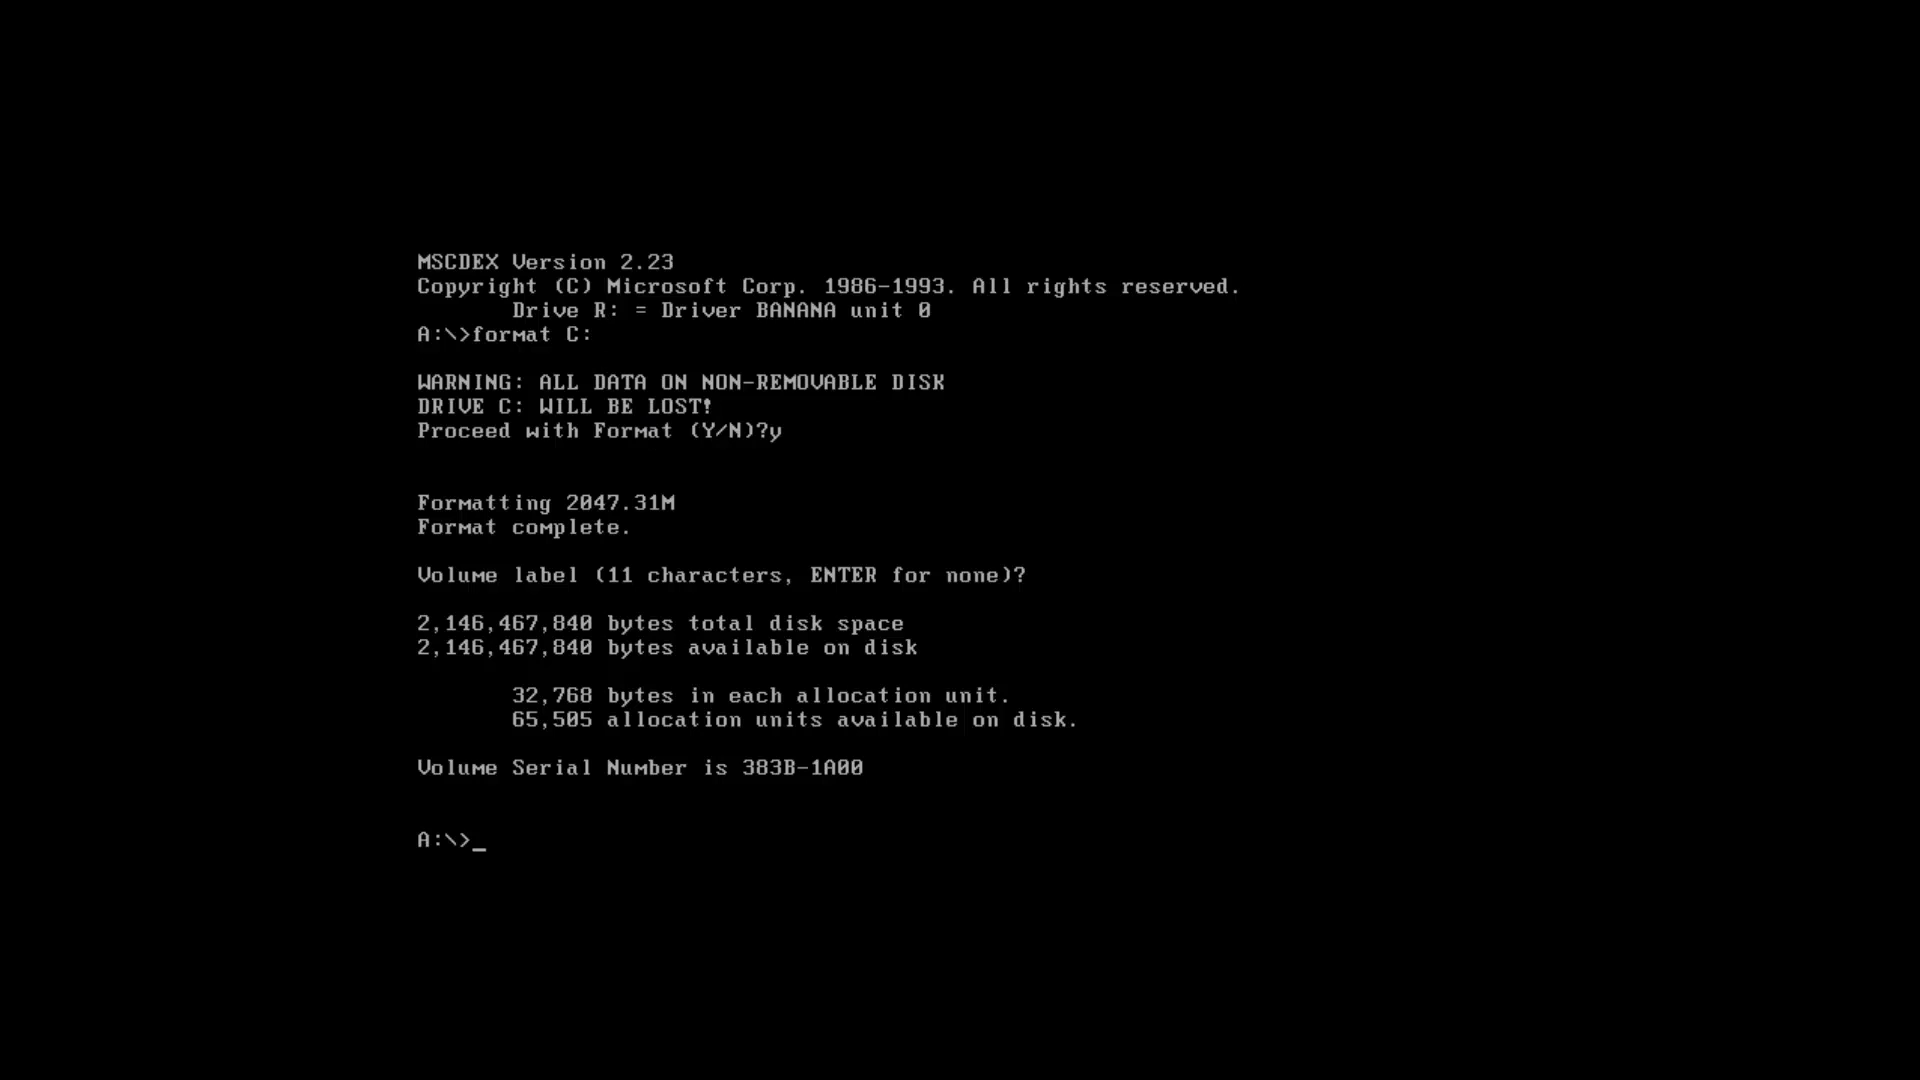 MSCDEX Version 2.23
Copyright (C) Microsoft Corp. 1986-1993. All rights reserved.
Drive R: = Driver BANANA unit 0
A:\>format C:
WARNING: ALL DATA ON NON-REMOVABLE DISK
DRIVE C: WILL BE LOST!
Proceed with Format (Y/N)?y
Formatting 2047.31M
Format complete.
Volume label (11 characters, ENTER for none)?
2,146,467,840 bytes total disk space
2,146,467,840 bytes available on disk
32,768 bytes in each allocation unit.
65,505 allocation units available on disk.
Volume Serial Number is 383B-1A00
A:\>_